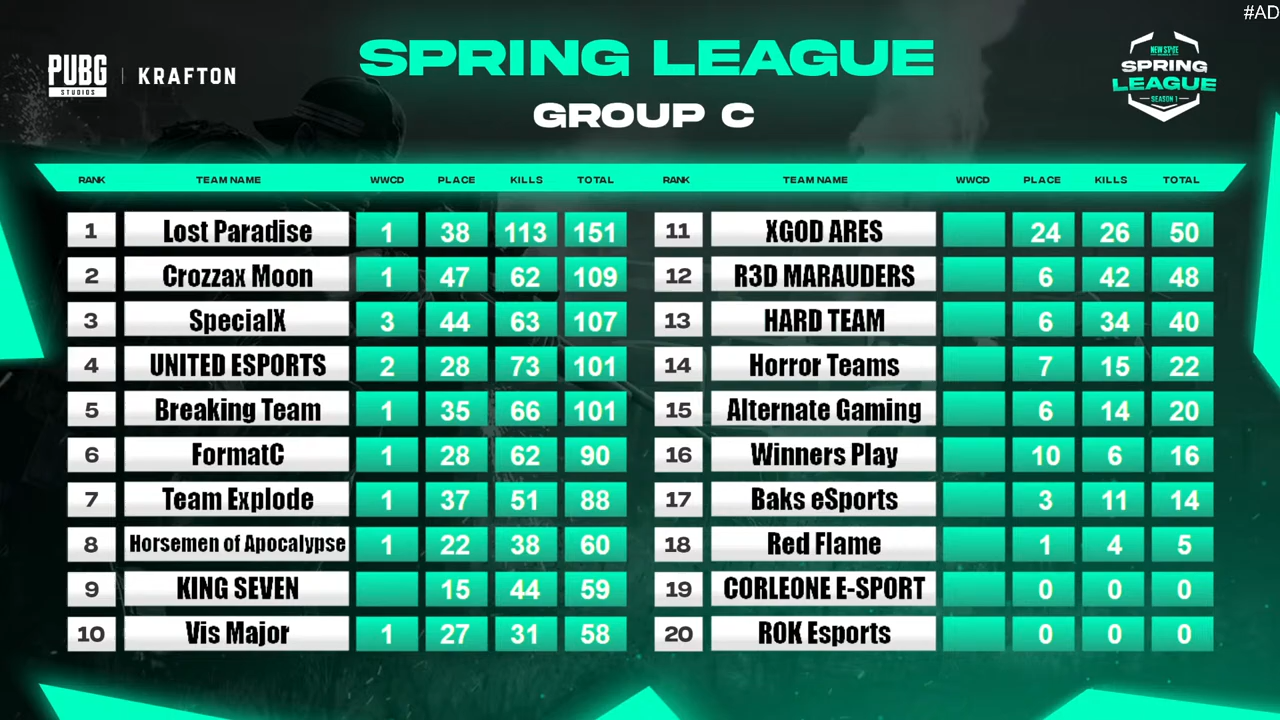 #AD
PUBG STUDIOS | KRAFTON
SPRING LEAGUE
GROUP C
NEW STATE
SPRING
LEAGUE
SEASON 1
RANK TEAM NAME WWCD PLACE KILLS TOTAL RANK TEAM NAME WWCD PLACE KILLS TOTAL
1 Lost Paradise 1 38 113 151
2 Crozzax Moon 1 47 62 109
3 SpecialX 3 44 63 107
4 UNITED ESPORTS 2 28 73 101
5 Breaking Team 1 35 66 101
6 FormatC 1 28 62 90
7 Team Explode 1 37 51 88
8 Horsemen of Apocalypse 1 22 38 60
9 KING SEVEN 15 44 59
10 Vis Major 1 27 31 58
11 XGOD ARES 24 26 50
12 R3D MARAUDERS 6 42 48
13 HARD TEAM 6 34 40
14 Horror Teams 7 15 22
15 Alternate Gaming 6 14 20
16 Winners Play 10 6 16
17 Baks eSports 3 11 14
18 Red Flame 1 4 5
19 CORLEONE E-SPORT 0 0 0
20 ROK Esports 0 0 0